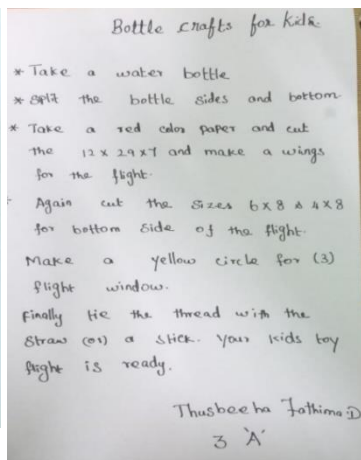 Bottle crafts for kids
* Take a water bottle
* Split the bottle sides and bottom.
* Take a red color paper and cut
the 12 x 29 x 7 and make a wings
for the flight.
- Again cut the sizes 6 x 8 & 4 x 8
for bottom side of the flight.
Make a yellow circle for (3)
flight window.
Finally tie the thread with the
straw (or) a stick. Your kids toy
flight is ready.
Thusbeeha Fathima.D
3 'A'